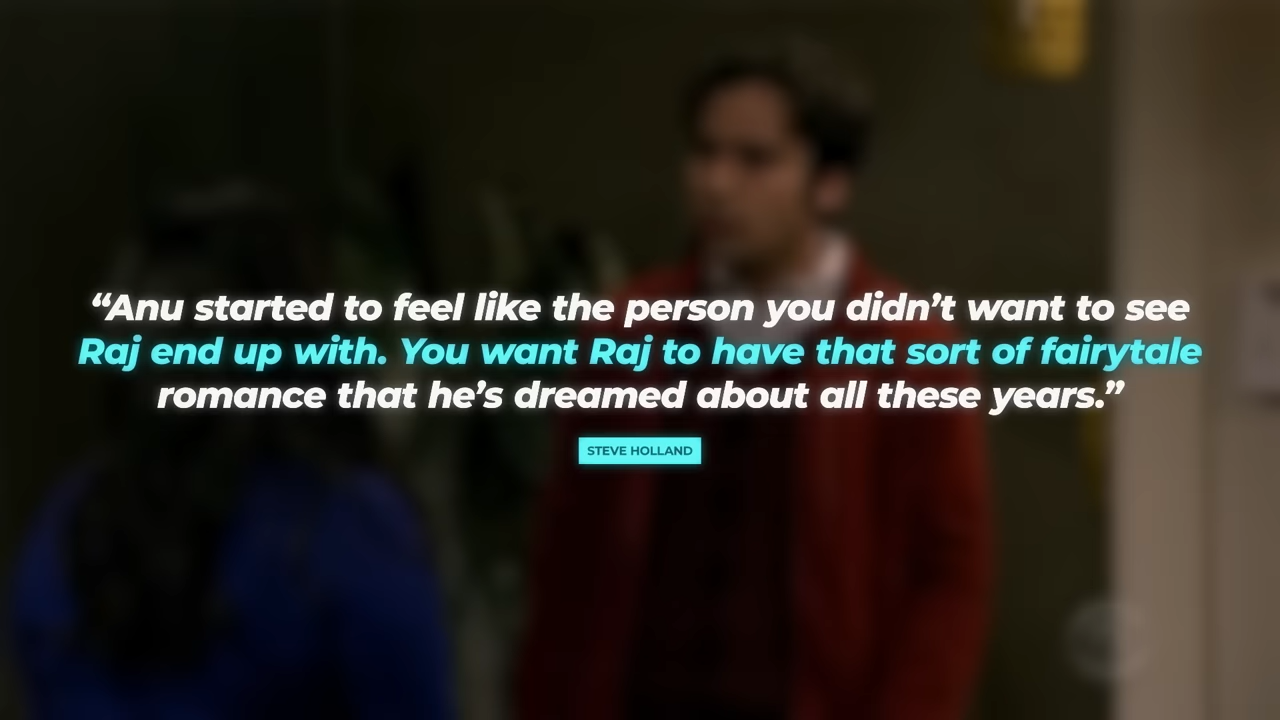 “Anu started to feel like the person you didn’t want to see
Raj end up with. You want Raj to have that sort of fairytale
romance that he’s dreamed about all these years.”
STEVE HOLLAND